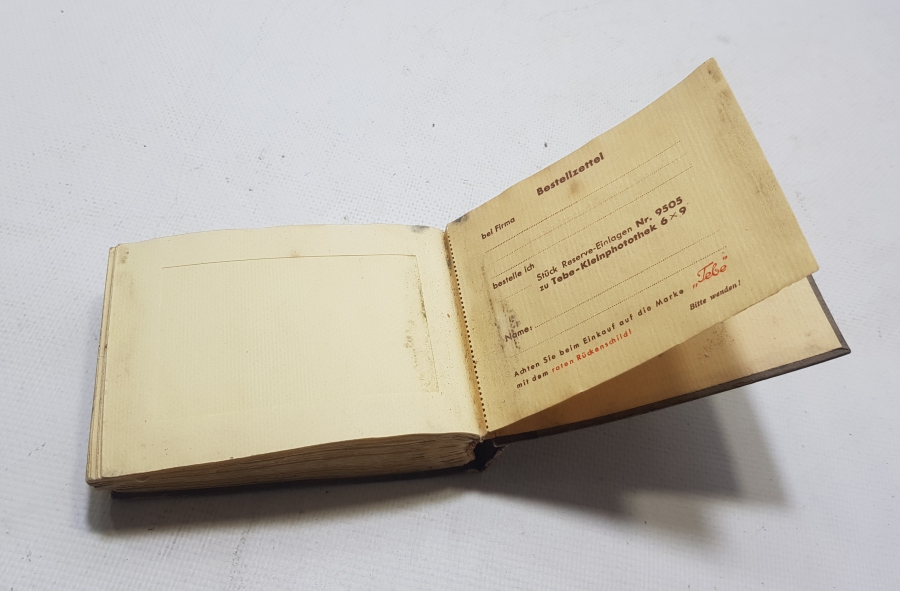 Bestellzettel
bei Firma
bestelle ich Stück Reserve-Einlagen Nr. 9505
zu Tebe-Kleinphotothek 6×9
Name:
Achten Sie beim Einkauf auf die Marke „Tebe"
mit dem roten Rückenschild!
Bitte wenden!